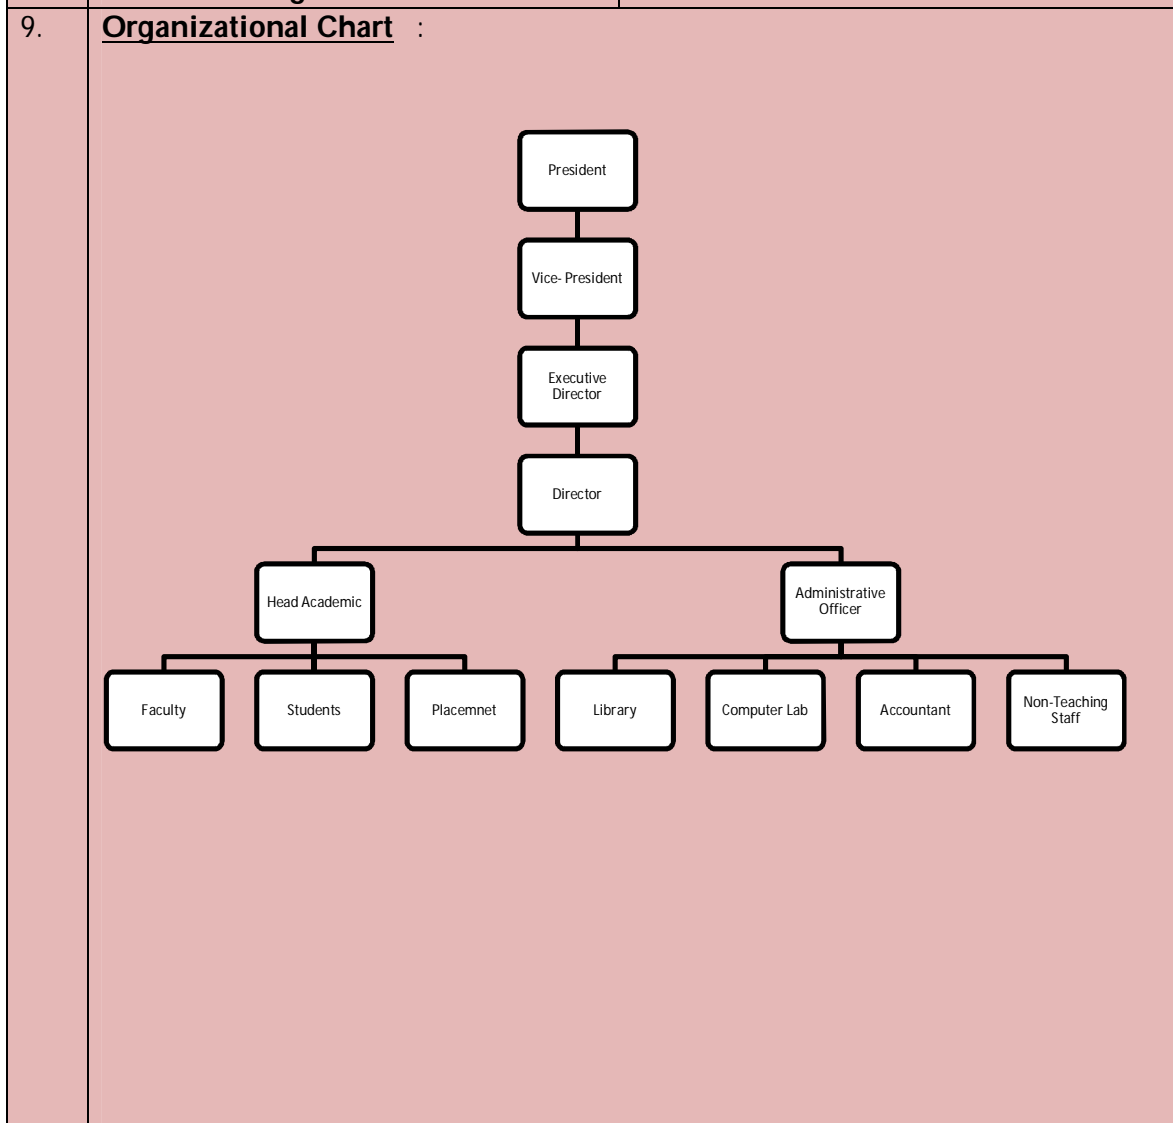 9.
Organizational Chart :
President
Vice- President
Executive
Director
Director
Head Academic
Administrative
Officer
Faculty
Students
Placemnet
Library
Computer Lab
Accountant
Non-Teaching
Staff